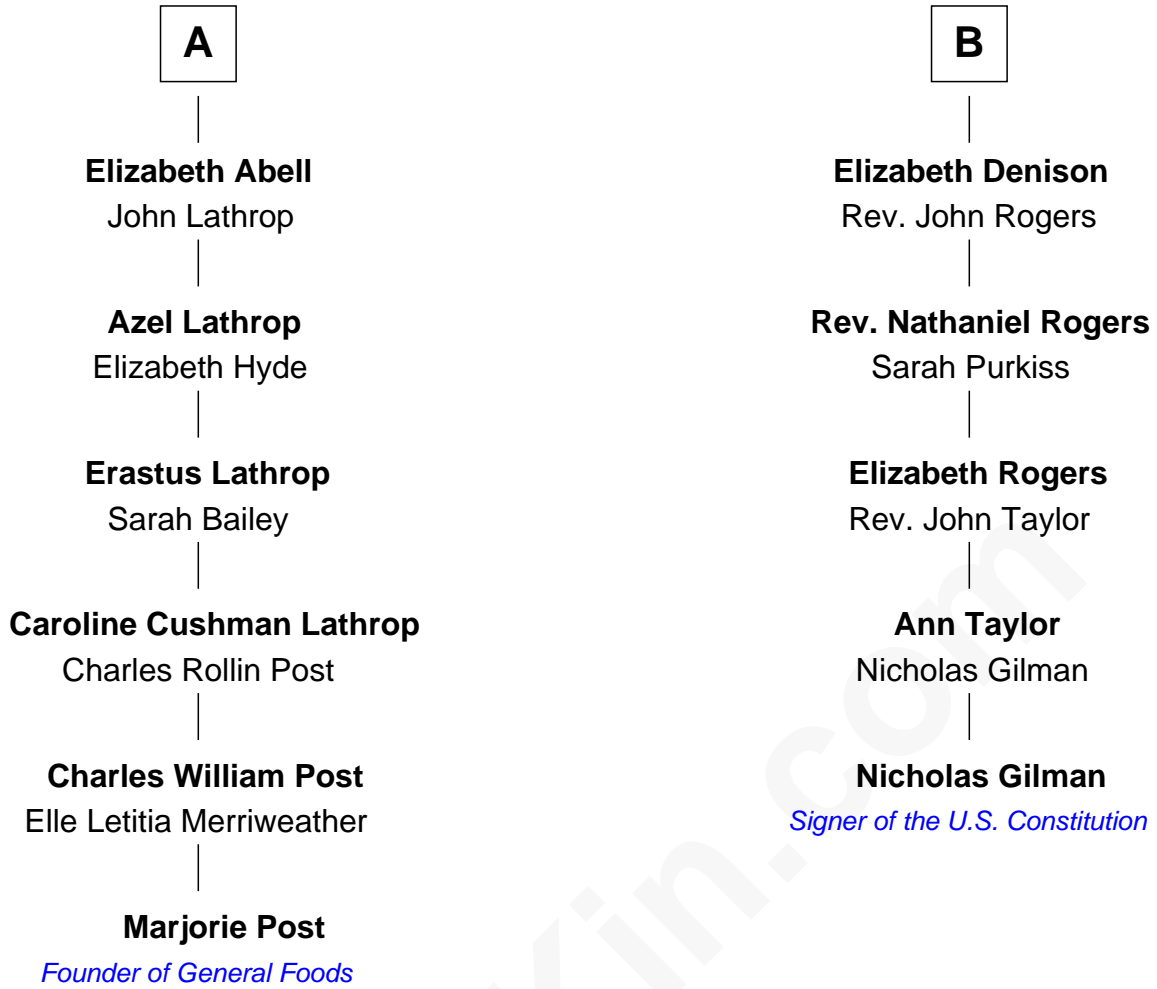 A
Elizabeth Abell
John Lathrop
Azel Lathrop
Elizabeth Hyde
Erastus Lathrop
Sarah Bailey
Caroline Cushman Lathrop
Charles Rollin Post
Charles William Post
Elle Letitia Merriweather
Marjorie Post
Founder of General Foods
B
Elizabeth Denison
Rev. John Rogers
Rev. Nathaniel Rogers
Sarah Purkiss
Elizabeth Rogers
Rev. John Taylor
Ann Taylor
Nicholas Gilman
Nicholas Gilman
Signer of the U.S. Constitution